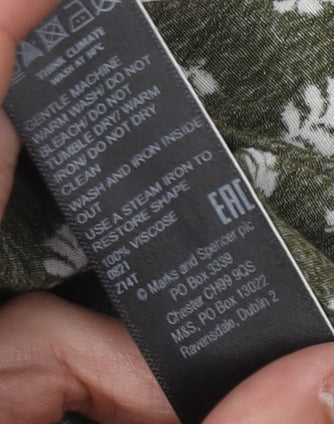 THINK CLIMATE
WASH AT 30°C
GENTLE MACHINE
WARM WASH/ DO NOT
BLEACH/ DO NOT
TUMBLE DRY/ WARM
IRON/ DO NOT DRY
CLEAN
WASH AND IRON INSIDE
OUT
USE A STEAM IRON TO
RESTORE SHAPE
100% VISCOSE
0621
Z14T
EAC
© Marks and Spencer plc
PO Box 3339
Chester CH99 9QS
M&S, PO Box 13022
Ravensdale, Dublin 2